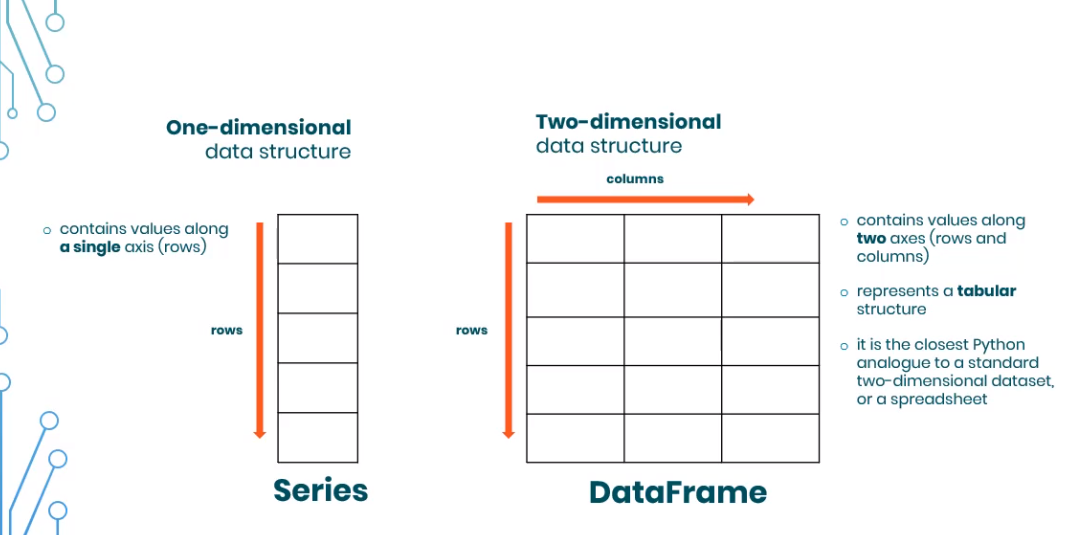 One-dimensional
data structure
contains values along
a single axis (rows)
rows
Series
Two-dimensional
data structure
columns
rows
DataFrame
contains values along
two axes (rows and
columns)
represents a tabular
structure
it is the closest Python
analogue to a standard
two-dimensional dataset,
or a spreadsheet